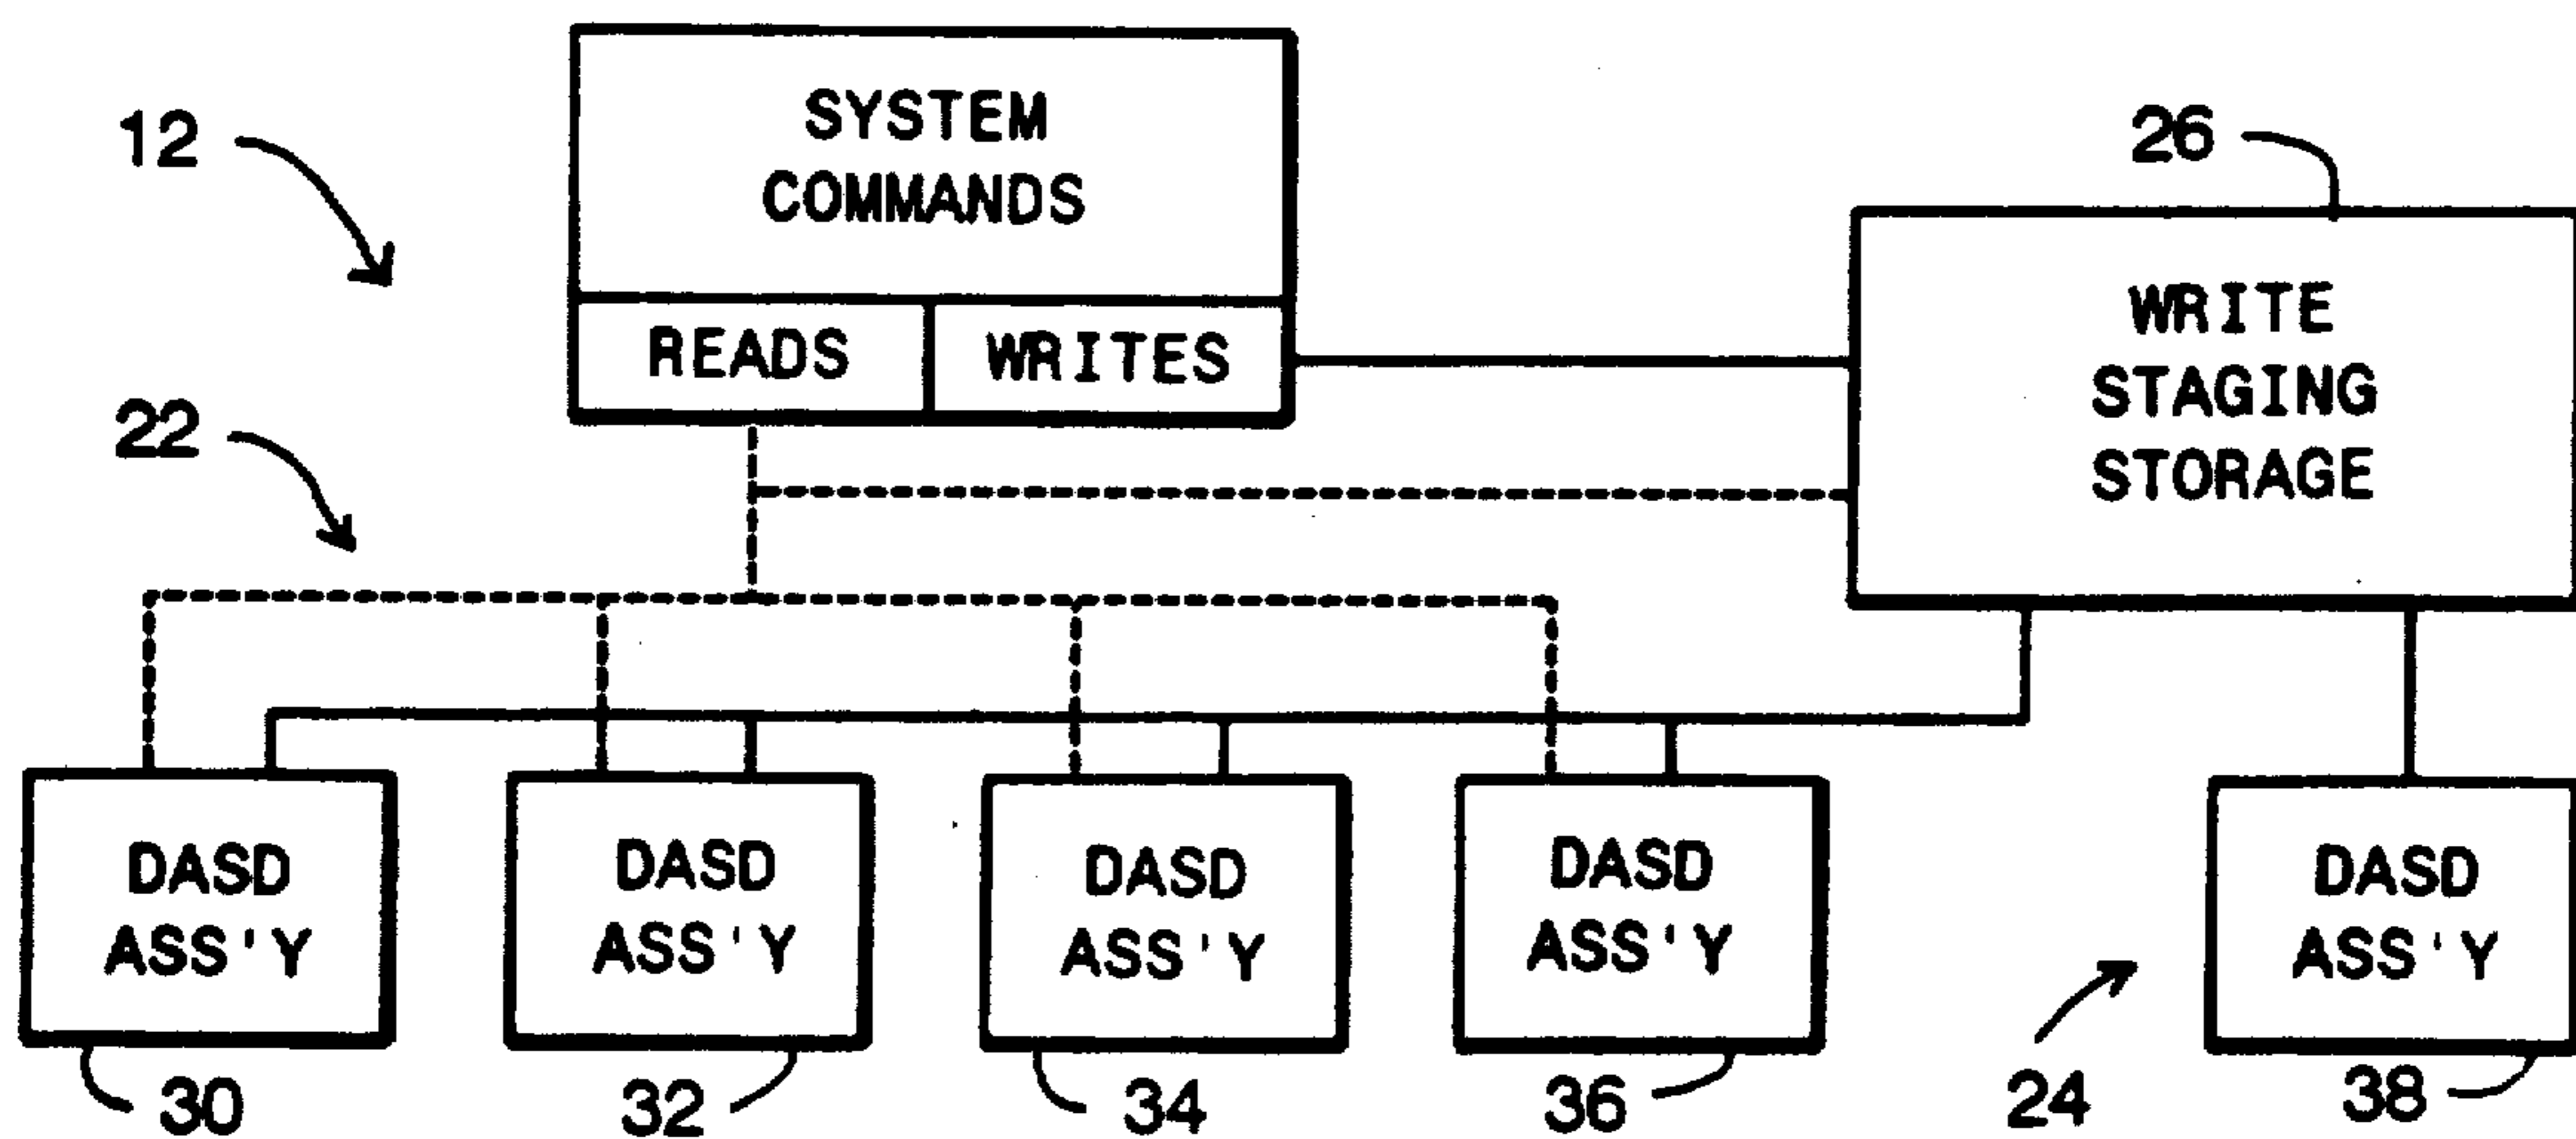 12
SYSTEM
COMMANDS
READS WRITES
26
WRITE
STAGING
STORAGE
22
DASD
ASS'Y
30
DASD
ASS'Y
32
DASD
ASS'Y
34
DASD
ASS'Y
36
24
DASD
ASS'Y
38